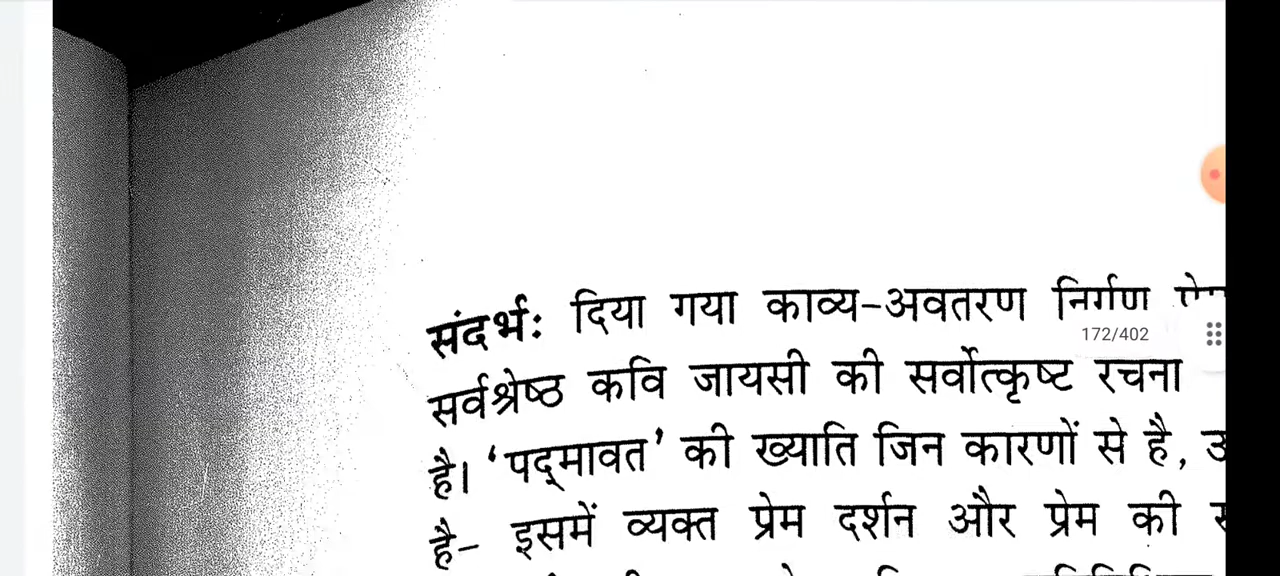 संदर्भ: दिया गया काव्य-अवतरण निर्गुण
172/402
सर्वश्रेष्ठ कवि जायसी की सर्वोत्कृष्ट रचना
है। 'पद्मावत' की ख्याति जिन कारणों से है,
है- इसमें व्यक्त प्रेम दर्शन और प्रेम की